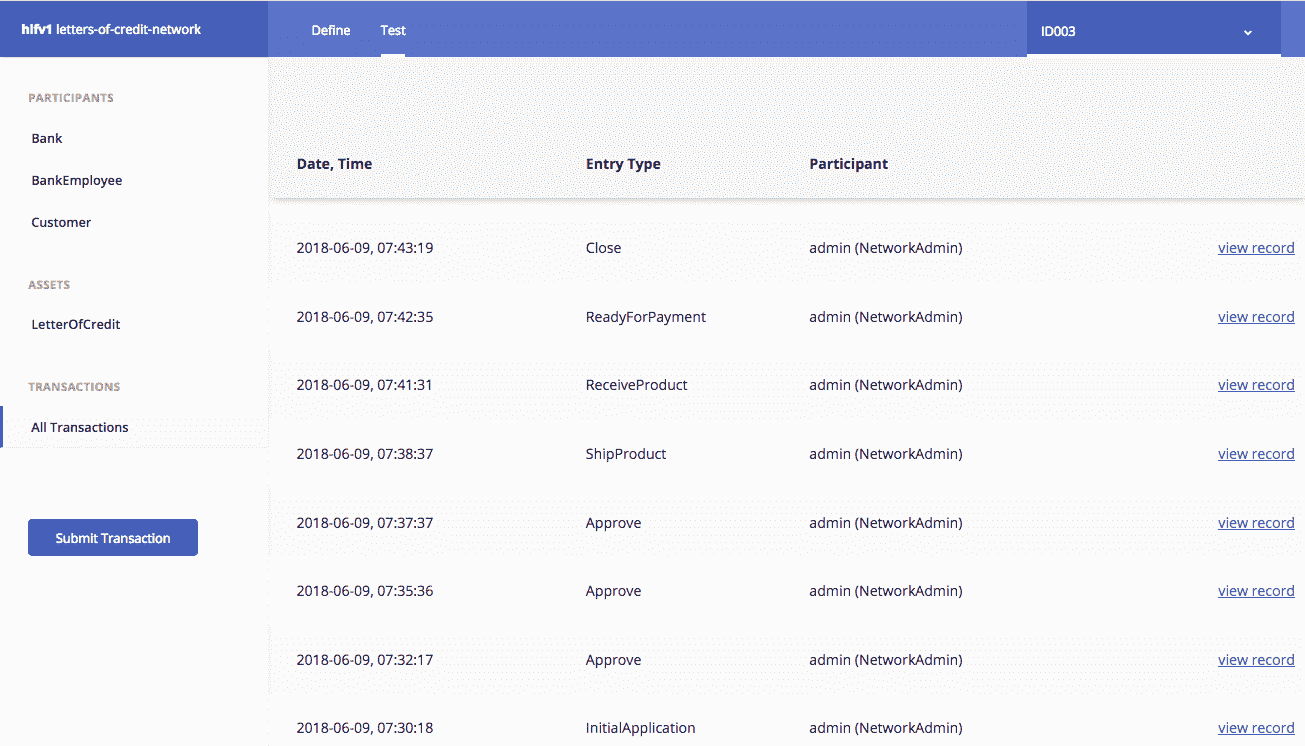 hlfv1 letters-of-credit-network
Define Test
ID003
PARTICIPANTS
Bank
BankEmployee
Customer
ASSETS
LetterOfCredit
TRANSACTIONS
All Transactions
Submit Transaction
Date, Time Entry Type Participant
2018-06-09, 07:43:19 Close admin (NetworkAdmin) view record
2018-06-09, 07:42:35 ReadyForPayment admin (NetworkAdmin) view record
2018-06-09, 07:41:31 ReceiveProduct admin (NetworkAdmin) view record
2018-06-09, 07:38:37 ShipProduct admin (NetworkAdmin) view record
2018-06-09, 07:37:37 Approve admin (NetworkAdmin) view record
2018-06-09, 07:35:36 Approve admin (NetworkAdmin) view record
2018-06-09, 07:32:17 Approve admin (NetworkAdmin) view record
2018-06-09, 07:30:18 InitialApplication admin (NetworkAdmin) view record